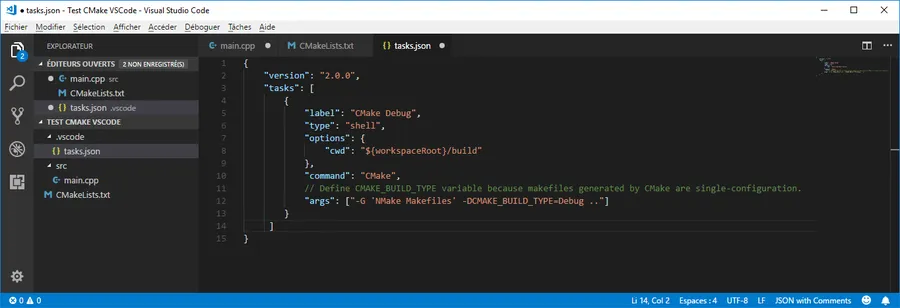 ● tasks.json - Test CMake VSCode - Visual Studio Code
Fichier Modifier Sélection Afficher Accéder Déboguer Tâches Aide
EXPLORATEUR
ÉDITEURS OUVERTS 2 NON ENREGISTRÉ(S)
● C++ main.cpp src
M CMakeLists.txt
● {} tasks.json .vscode
TEST CMAKE VSCODE
.vscode
{} tasks.json
src
C++ main.cpp
M CMakeLists.txt
2
C++ main.cpp ●
M CMakeLists.txt
{} tasks.json ●
1 {
2 "version": "2.0.0",
3 "tasks": [
4 {
5 "label": "CMake Debug",
6 "type": "shell",
7 "options": {
8 "cwd": "${workspaceRoot}/build"
9 },
10 "command": "CMake",
11 // Define CMAKE_BUILD_TYPE variable because makefiles generated by CMake are single-configuration.
12 "args": ["-G 'NMake Makefiles' -DCMAKE_BUILD_TYPE=Debug .."]
13 }
14 ]
15 }
0 0 Li 14, Col 2 Espaces : 4 UTF-8 LF JSON with Comments